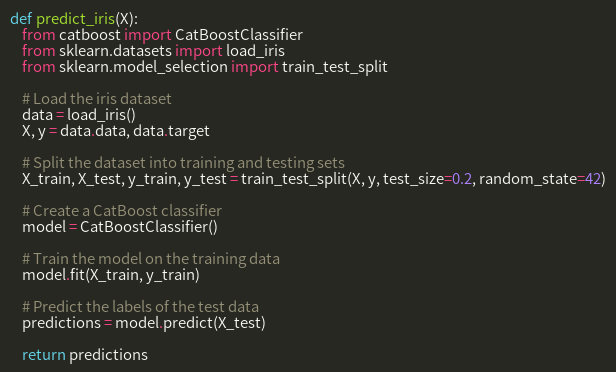 def predict_iris(X):
    from catboost import CatBoostClassifier
    from sklearn.datasets import load_iris
    from sklearn.model_selection import train_test_split

    # Load the iris dataset
    data = load_iris()
    X, y = data.data, data.target

    # Split the dataset into training and testing sets
    X_train, X_test, y_train, y_test = train_test_split(X, y, test_size=0.2, random_state=42)

    # Create a CatBoost classifier
    model = CatBoostClassifier()

    # Train the model on the training data
    model.fit(X_train, y_train)

    # Predict the labels of the test data
    predictions = model.predict(X_test)

    return predictions